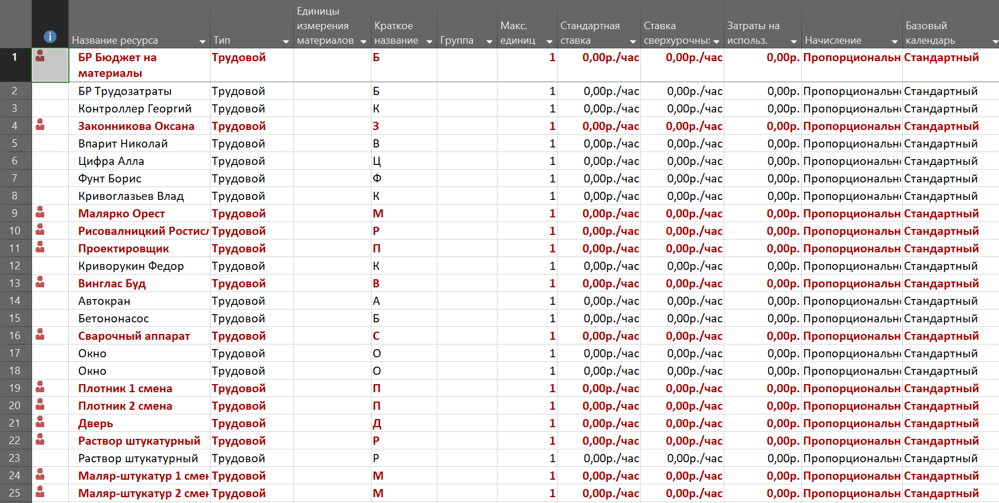 i Название ресурса Тип Единицы измерения материалов Краткое название Группа Макс. единиц Стандартная ставка Ставка сверхурочных Затраты на использ. Начисление Базовый календарь
1 БР Бюджет на материалы Трудовой Б 1 0,00р./час 0,00р./час 0,00р. Пропорциональн Стандартный
2 БР Трудозатраты Трудовой Б 1 0,00р./час 0,00р./час 0,00р. Пропорционально Стандартный
3 Контроллер Георгий Трудовой К 1 0,00р./час 0,00р./час 0,00р. Пропорционально Стандартный
4 Законникова Оксана Трудовой З 1 0,00р./час 0,00р./час 0,00р. Пропорциональн Стандартный
5 Впарит Николай Трудовой В 1 0,00р./час 0,00р./час 0,00р. Пропорционально Стандартный
6 Цифра Алла Трудовой Ц 1 0,00р./час 0,00р./час 0,00р. Пропорционально Стандартный
7 Фунт Борис Трудовой Ф 1 0,00р./час 0,00р./час 0,00р. Пропорционально Стандартный
8 Кривоглазьев Влад Трудовой К 1 0,00р./час 0,00р./час 0,00р. Пропорционально Стандартный
9 Малярко Орест Трудовой М 1 0,00р./час 0,00р./час 0,00р. Пропорциональн Стандартный
10 Рисовалницкий Ростисл Трудовой Р 1 0,00р./час 0,00р./час 0,00р. Пропорциональн Стандартный
11 Проектировщик Трудовой П 1 0,00р./час 0,00р./час 0,00р. Пропорциональн Стандартный
12 Криворукин Федор Трудовой К 1 0,00р./час 0,00р./час 0,00р. Пропорционально Стандартный
13 Винглас Буд Трудовой В 1 0,00р./час 0,00р./час 0,00р. Пропорциональн Стандартный
14 Автокран Трудовой А 1 0,00р./час 0,00р./час 0,00р. Пропорционально Стандартный
15 Бетононасос Трудовой Б 1 0,00р./час 0,00р./час 0,00р. Пропорционально Стандартный
16 Сварочный аппарат Трудовой С 1 0,00р./час 0,00р./час 0,00р. Пропорциональн Стандартный
17 Окно Трудовой О 1 0,00р./час 0,00р./час 0,00р. Пропорционально Стандартный
18 Окно Трудовой О 1 0,00р./час 0,00р./час 0,00р. Пропорционально Стандартный
19 Плотник 1 смена Трудовой П 1 0,00р./час 0,00р./час 0,00р. Пропорциональн Стандартный
20 Плотник 2 смена Трудовой П 1 0,00р./час 0,00р./час 0,00р. Пропорциональн Стандартный
21 Дверь Трудовой Д 1 0,00р./час 0,00р./час 0,00р. Пропорциональн Стандартный
22 Раствор штукатурный Трудовой Р 1 0,00р./час 0,00р./час 0,00р. Пропорциональн Стандартный
23 Раствор штукатурный Трудовой Р 1 0,00р./час 0,00р./час 0,00р. Пропорционально Стандартный
24 Маляр-штукатур 1 смен Трудовой М 1 0,00р./час 0,00р./час 0,00р. Пропорциональн Стандартный
25 Маляр-штукатур 2 смен Трудовой М 1 0,00р./час 0,00р./час 0,00р. Пропорциональн Стандартный